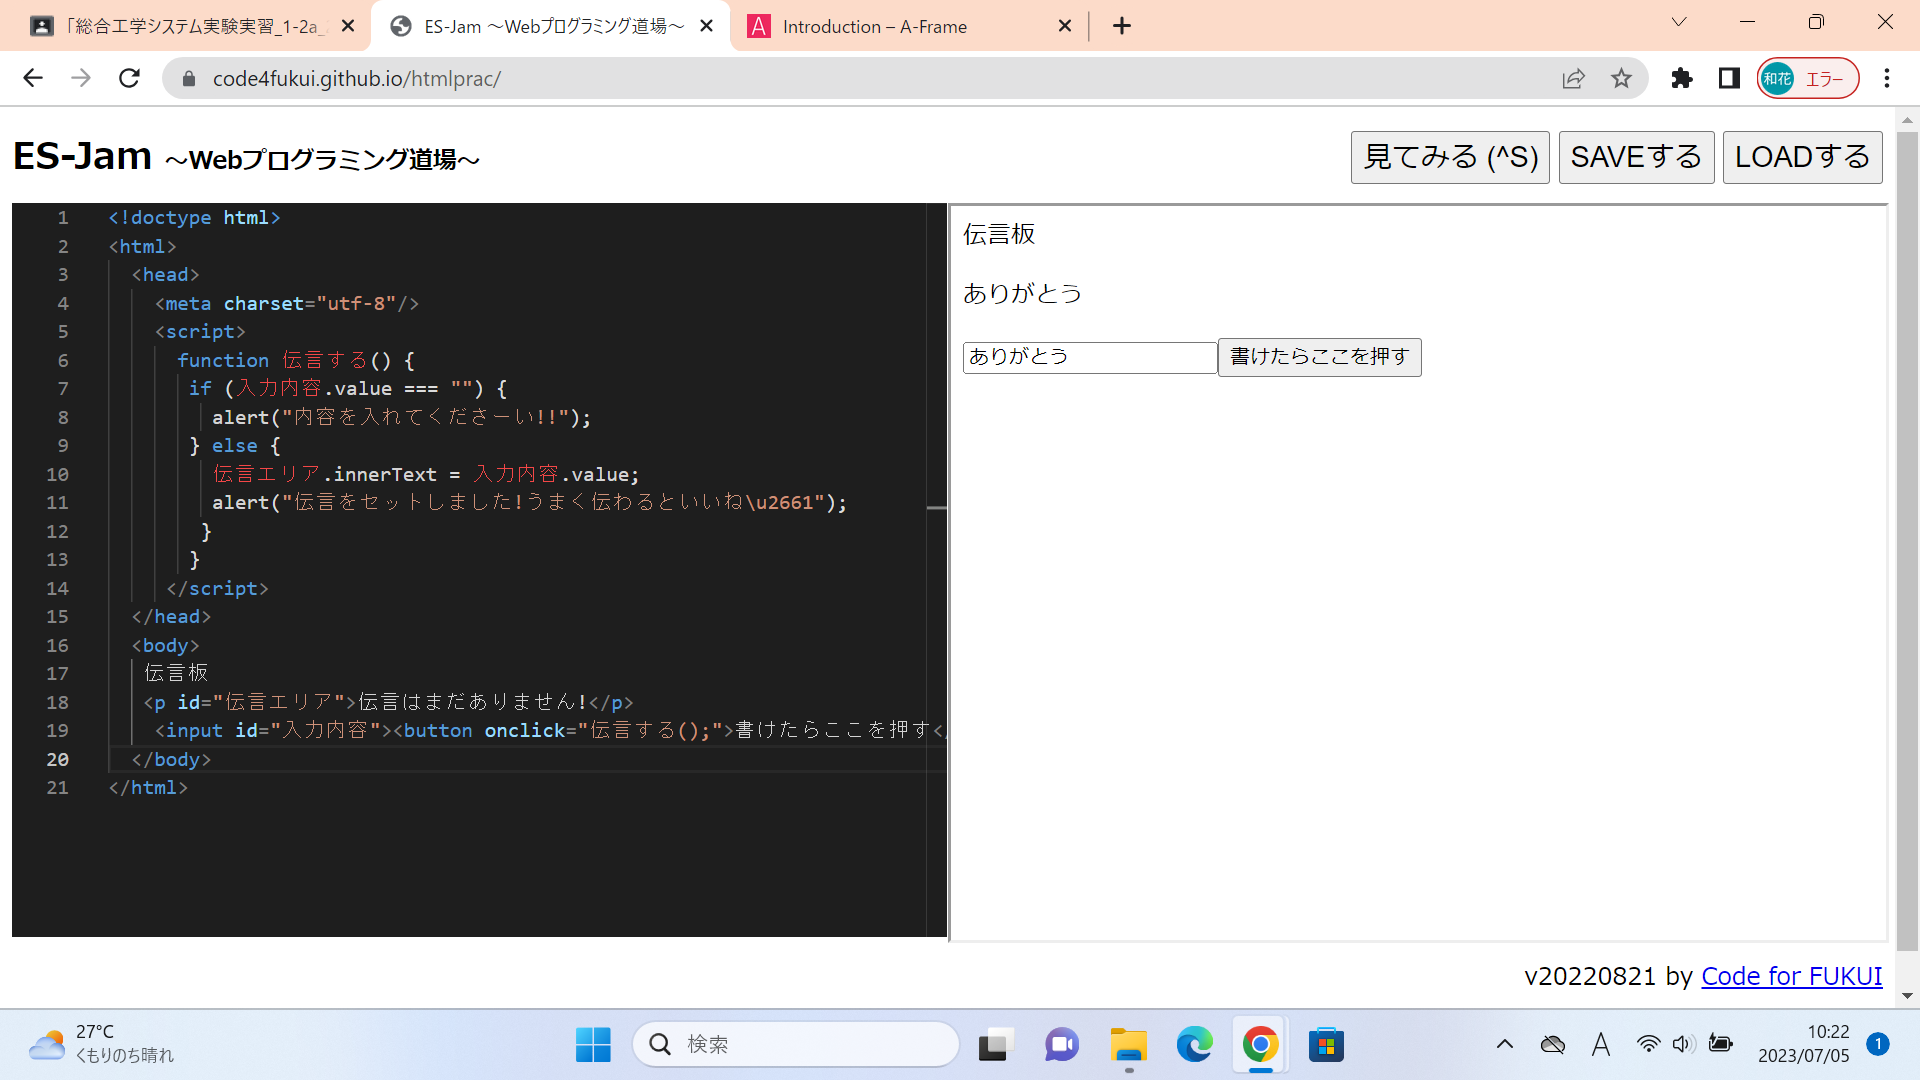 「総合工学システム実験実習_1-2a_
ES-Jam ～Webプログラミング道場～
Introduction – A-Frame
code4fukui.github.io/htmlprac/
和花 エラー
ES-Jam ～Webプログラミング道場～
見てみる (^S) SAVEする LOADする
1 <!doctype html>
2 <html>
3 <head>
4 <meta charset="utf-8"/>
5 <script>
6 function 伝言する() {
7 if (入力内容.value === "") {
8 alert("内容を入れてくださーい!!");
9 } else {
10 伝言エリア.innerText = 入力内容.value;
11 alert("伝言をセットしました!うまく伝わるといいね\u2661");
12 }
13 }
14 </script>
15 </head>
16 <body>
17 伝言板
18 <p id="伝言エリア">伝言はまだありません!</p>
19 <input id="入力内容"><button onclick="伝言する();">書けたらここを押す</
20 </body>
21 </html>
伝言板
ありがとう
ありがとう 書けたらここを押す
v20220821 by Code for FUKUI
27°C
くもりのち晴れ
検索
A
10:22
2023/07/05
1